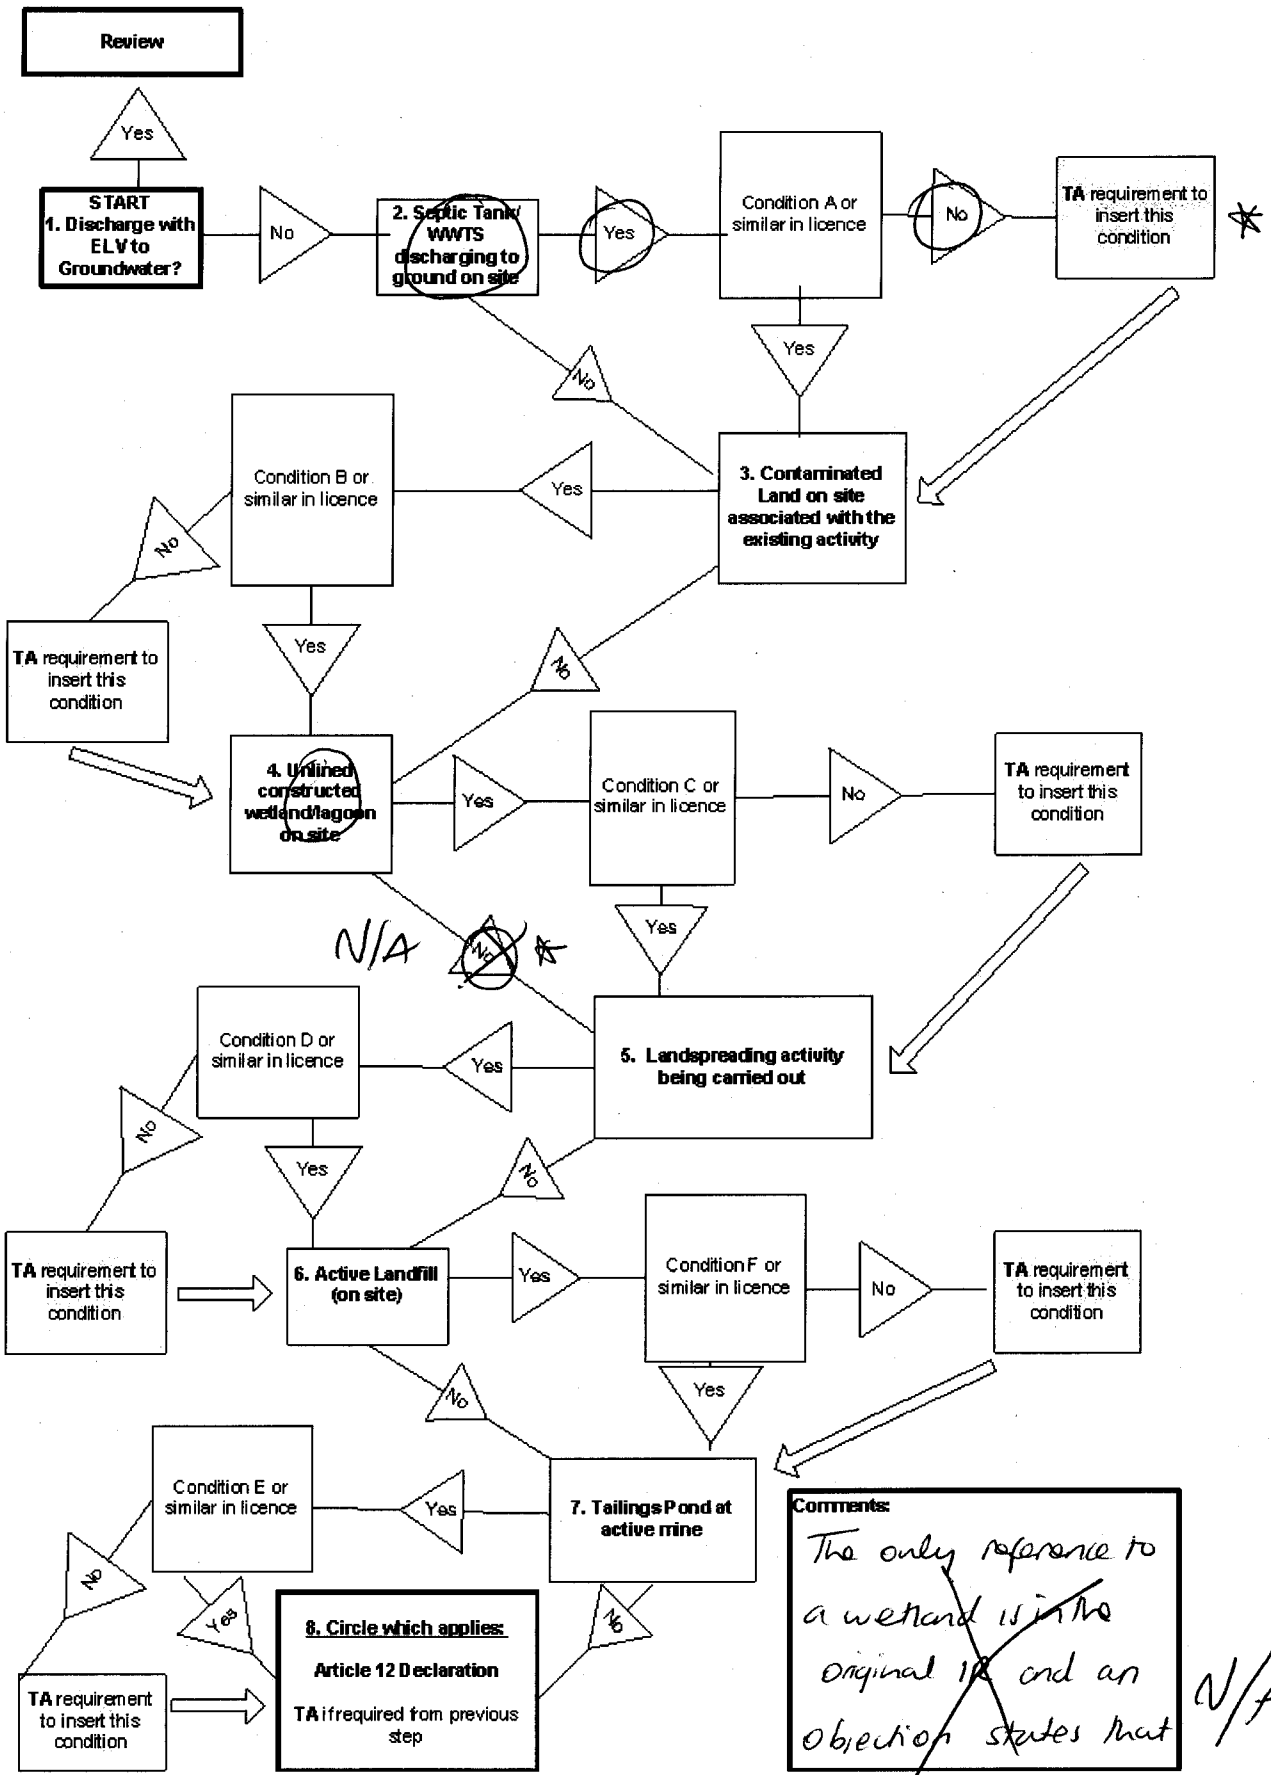 Review
Yes
START
1. Discharge with
ELV to
Groundwater?
No
2. Septic Tank/
WWTS
discharging to
ground on site
Yes
Condition A or
similar in licence
No
TA requirement to
insert this
condition
Yes
No
3. Contaminated
Land on site
associated with the
existing activity
Yes
Condition B or
similar in licence
No
TA requirement to
insert this
condition
Yes
No
4. Unlined
constructed
wetland/lagoon
on site
Yes
Condition C or
similar in licence
No
TA requirement
to insert this
condition
Yes
N/A
No
5. Landspreading activity
being carried out
Yes
Condition D or
similar in licence
No
TA requirement to
insert this
condition
Yes
No
6. Active Landfill
(on site)
Yes
Condition F or
similar in licence
No
TA requirement
to insert this
condition
Yes
No
7. Tailings Pond at
active mine
Yes
Condition E or
similar in licence
No
TA requirement
to insert this
condition
Yes
No
8. Circle which applies:
Article 12 Declaration
TA if required from previous
step
Comments:
The only reference to
a wetland is in the
original IR and an
objection states that
N/A